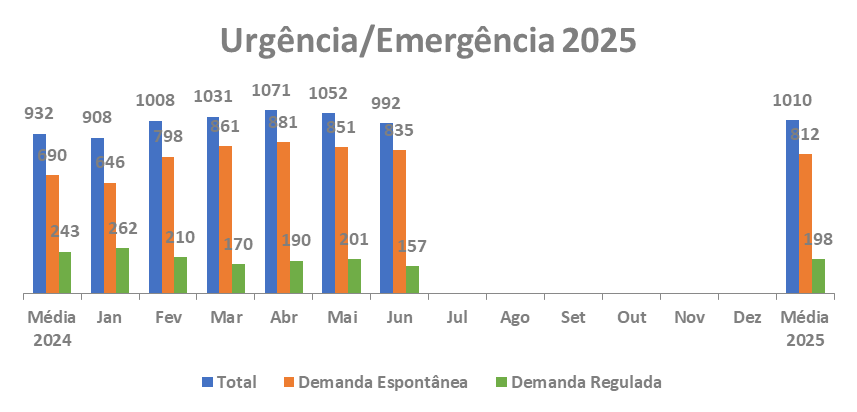 Urgência/Emergência 2025
932 690 243
908 646 262
1008 798 210
1031 861 170
1071 881 190
1052 851 201
992 835 157
1010 812 198
Média 2024 Jan Fev Mar Abr Mai Jun Jul Ago Set Out Nov Dez Média 2025
Total Demanda Espontânea Demanda Regulada